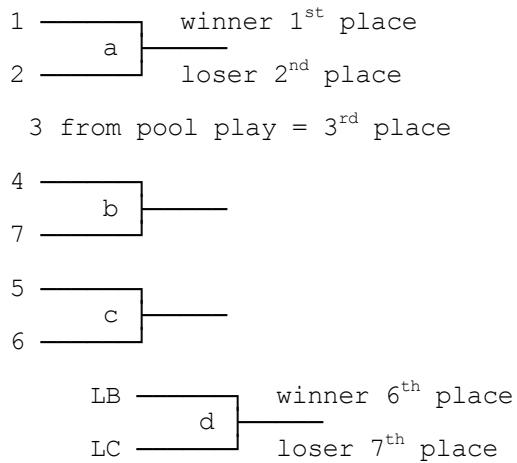 1 winner 1st place
a
2 loser 2nd place
3 from pool play = 3rd place
4
b
7
5
c
6
LB winner 6th place
d
LC loser 7th place